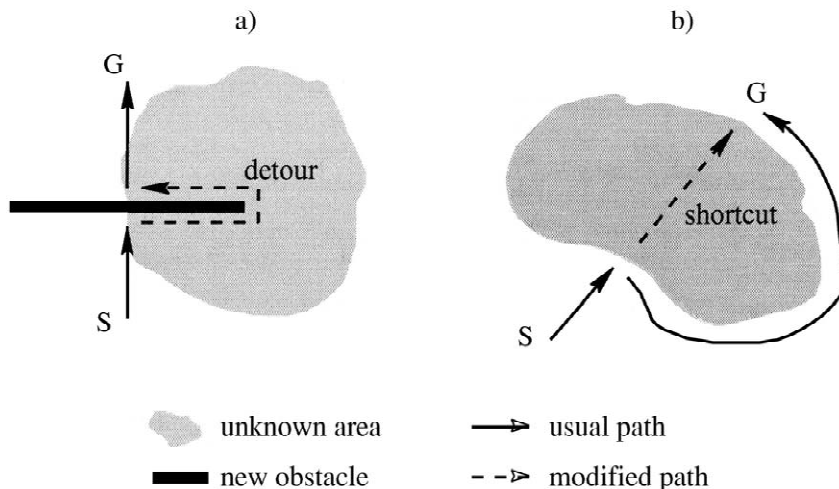 a)
b)
G
G
detour
shortcut
S
S
unknown area
usual path
new obstacle
modified path